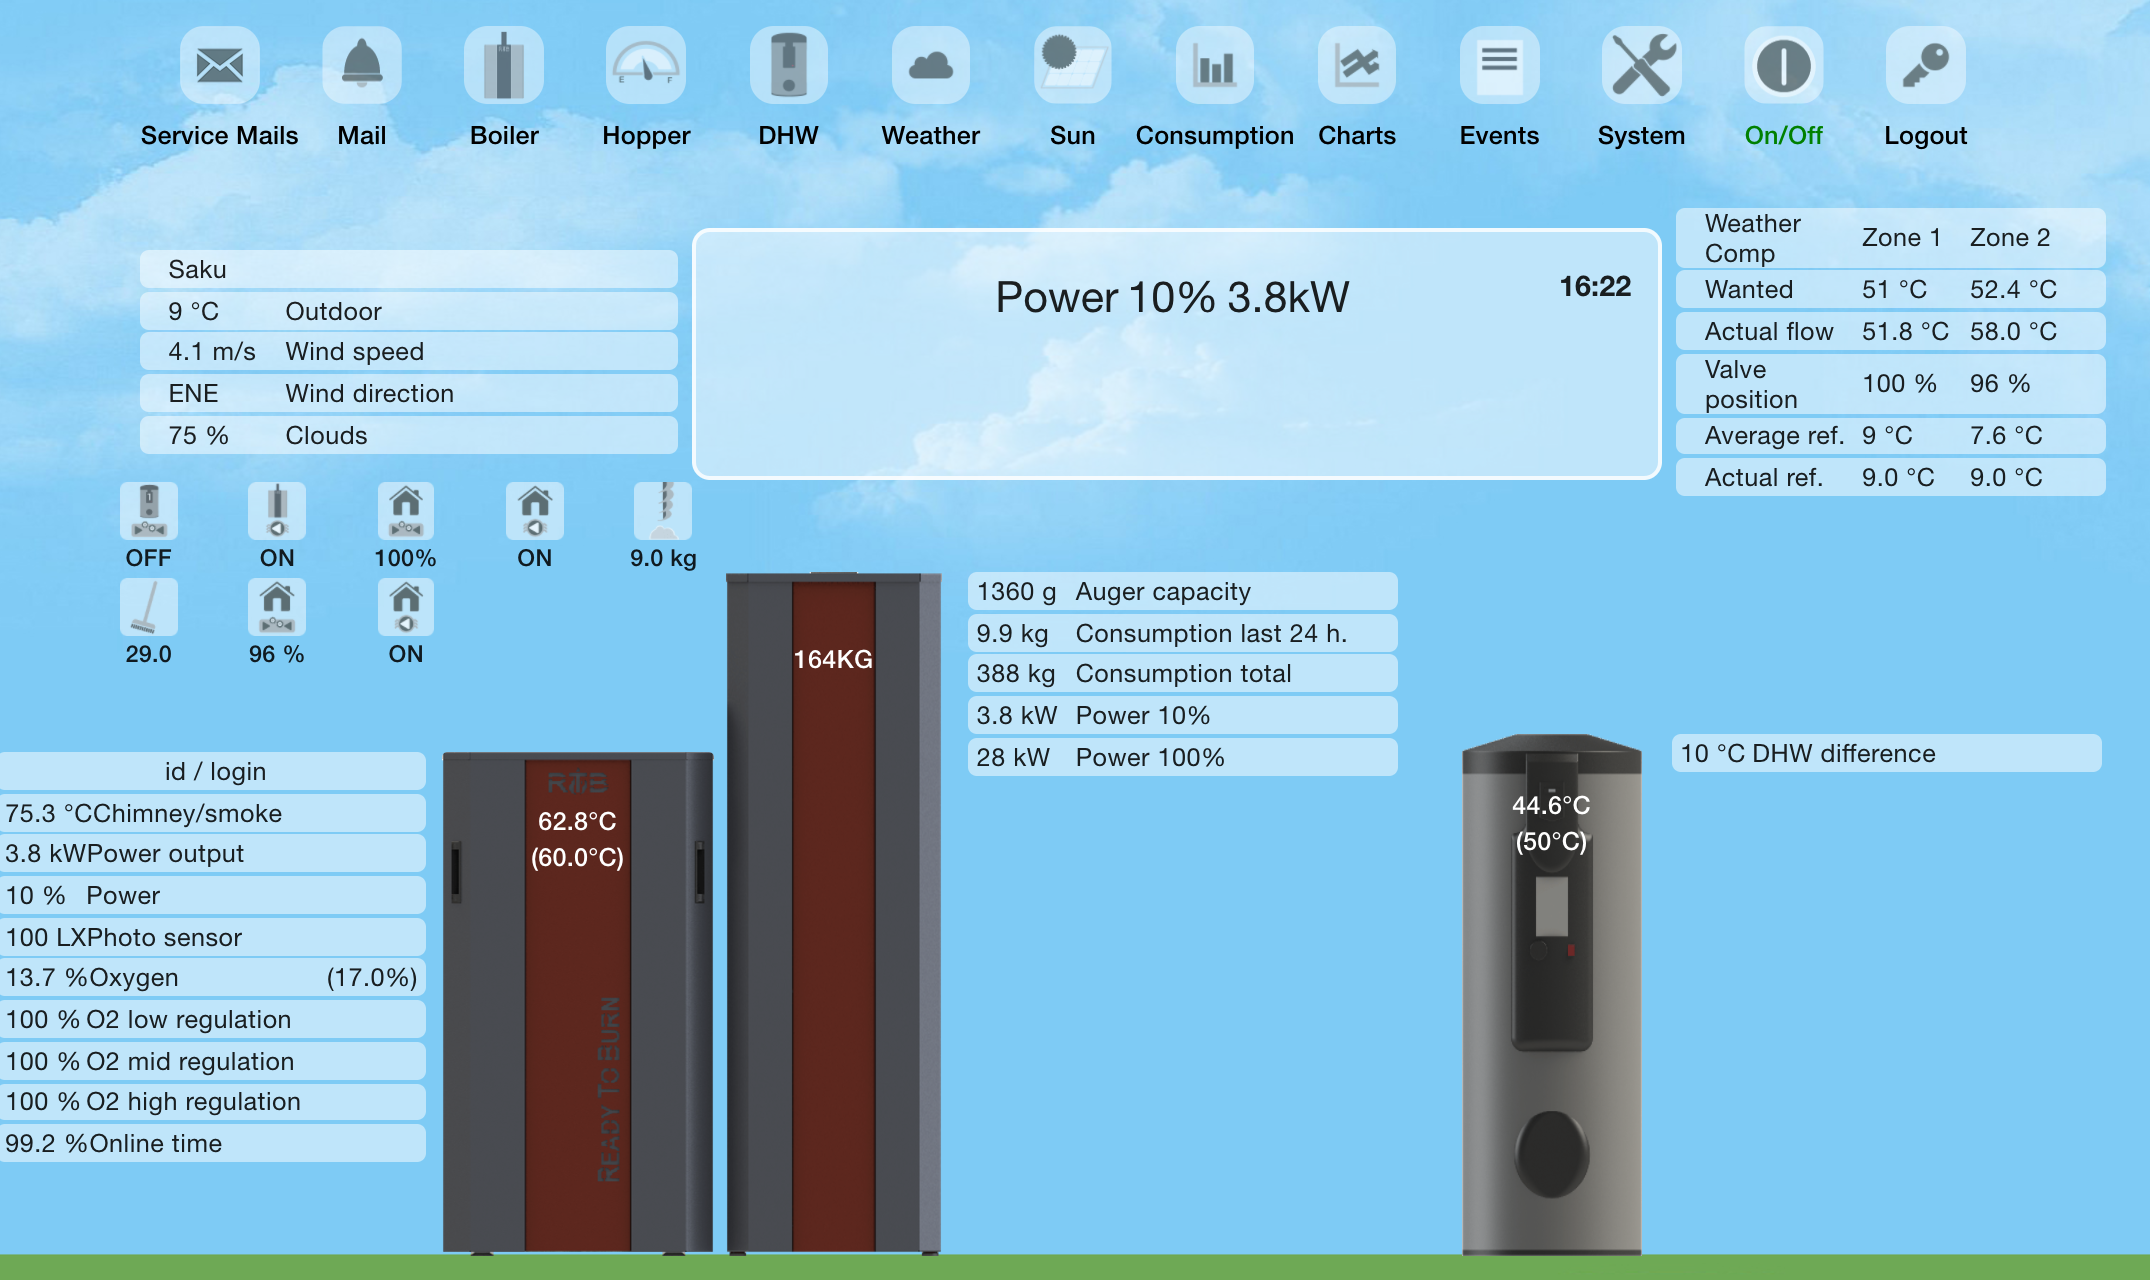 Service Mails Mail Boiler Hopper DHW Weather Sun Consumption Charts Events System On/Off Logout
Saku
9 °C Outdoor
4.1 m/s Wind speed
ENE Wind direction
75 % Clouds
Power 10% 3.8kW
16:22
Weather Comp Zone 1 Zone 2
Wanted 51 °C 52.4 °C
Actual flow 51.8 °C 58.0 °C
Valve position 100 % 96 %
Average ref. 9 °C 7.6 °C
Actual ref. 9.0 °C 9.0 °C
OFF ON 100% ON 9.0 kg
29.0 96 % ON
164KG
1360 g Auger capacity
9.9 kg Consumption last 24 h.
388 kg Consumption total
3.8 kW Power 10%
28 kW Power 100%
id / login
75.3 °CChimney/smoke
3.8 kWPower output
10 % Power
100 LXPhoto sensor
13.7 %Oxygen (17.0%)
100 % O2 low regulation
100 % O2 mid regulation
100 % O2 high regulation
99.2 %Online time
RTB
62.8°C
(60.0°C)
READY TO BURN
44.6°C
(50°C)
10 °C DHW difference